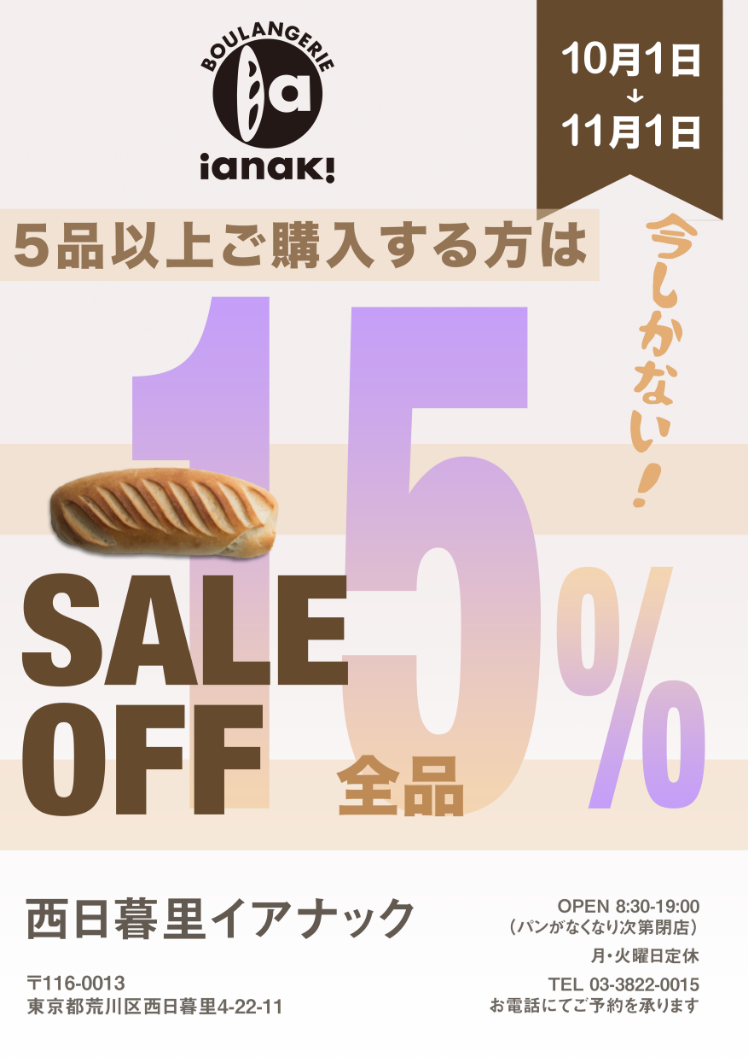 BOULANGERIE
a
ianak!
10月1日
↓
11月1日
5品以上ご購入する方は
今しかない!
15%
SALE
OFF
全品
西日暮里イアナック
〒116-0013
東京都荒川区西日暮里4-22-11
OPEN 8:30-19:00
(パンがなくなり次第閉店)
月・火曜日定休
TEL 03-3822-0015
お電話にてご予約を承ります